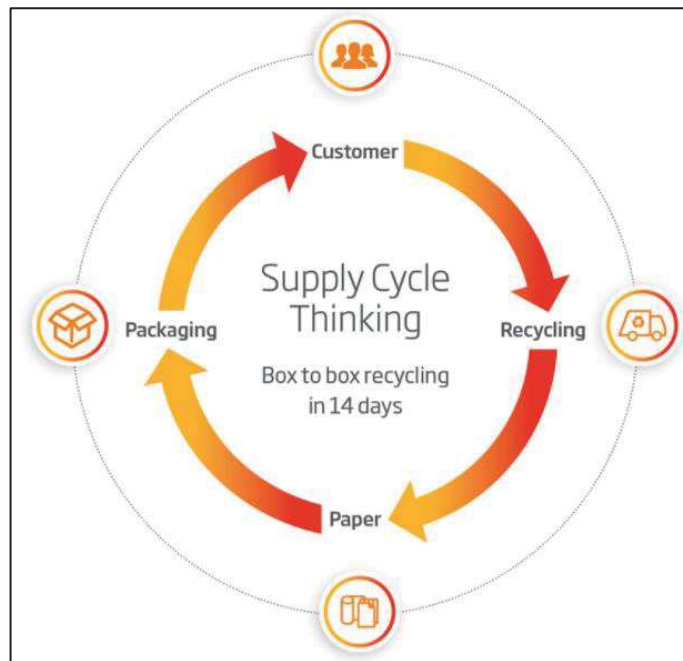 Customer
Supply Cycle
Thinking
Packaging
Recycling
Box to box recycling
in 14 days
Paper